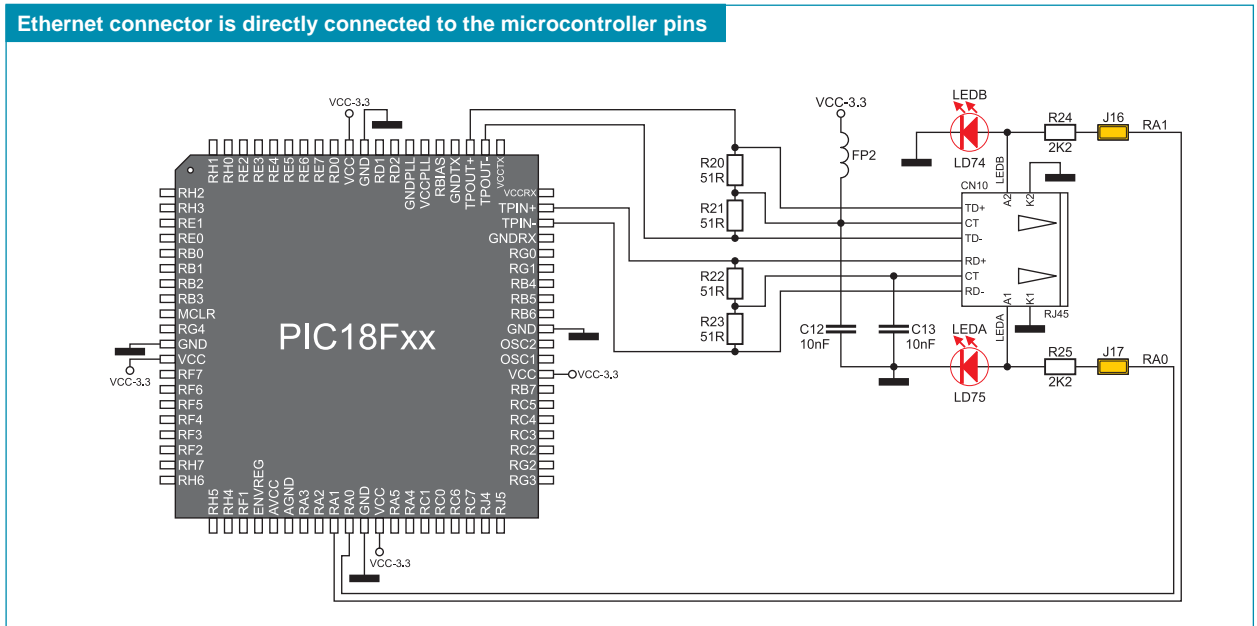 Ethernet connector is directly connected to the microcontroller pins
VCC-3.3
RH1
RH0
RE2
RE3
RE4
RE5
RE6
RE7
RD0
VCC
GND
RD1
RD2
GNDPLL
VCCPLL
RBIAS
GNDTX
TPOUT+
TPOUT-
VCCTX
RH2
RH3
RE1
RE0
RB0
RB1
RB2
RB3
MCLR
RG4
GND
VCC
RF7
RF6
RF5
RF4
RF3
RF2
RH7
RH6
VCC-3.3
PIC18Fxx
VCCRX
TPIN+
TPIN-
GNDRX
RG0
RG1
RB4
RB5
RB6
GND
OSC2
OSC1
VCC
RB7
RC5
RC4
RC3
RC2
RG2
RG3
VCC-3.3
RH5
RH4
RF1
ENVREG
AVCC
AGND
RA3
RA2
RA1
RA0
GND
VCC
RA5
RA4
RC1
RC0
RC6
RC7
RJ4
RJ5
VCC-3.3
R20
51R
R21
51R
R22
51R
R23
51R
VCC-3.3
FP2
C12
10nF
C13
10nF
LEDB
LD74
R24
2K2
J16
RA1
LEDB
CN10
A2
K2
TD+
CT
TD-
RD+
CT
RD-
A1
K1
RJ45
LEDA
LEDA
LD75
R25
2K2
J17
RA0